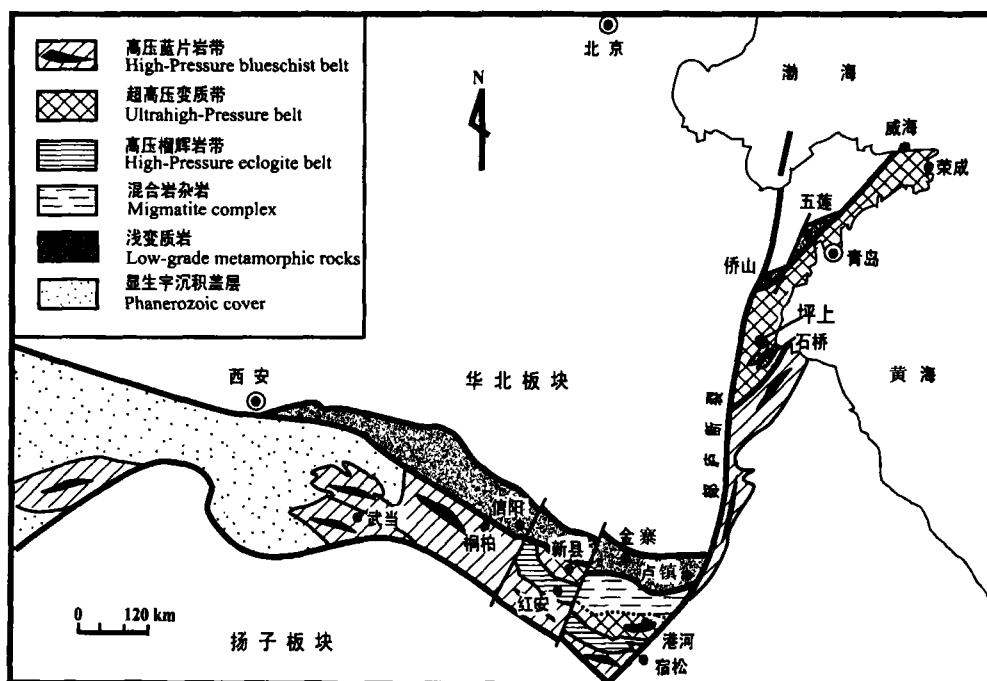 高压蓝片岩带
High-Pressure blueschist belt
超高压变质带
Ultrahigh-Pressure belt
高压榴辉岩带
High-Pressure eclogite belt
混合岩杂岩
Migmatite complex
浅变质岩
Low-grade metamorphic rocks
显生宇沉积盖层
Phanerozoic cover
北京
N
渤海
威海
荣成
五莲
青岛
侨山
坪上
石桥
黄海
西安
华北板块
郯庐断裂
武当
信阳
桐柏
新县
金寨
卢镇
红安
港河
宿松
0 120 km
扬子板块